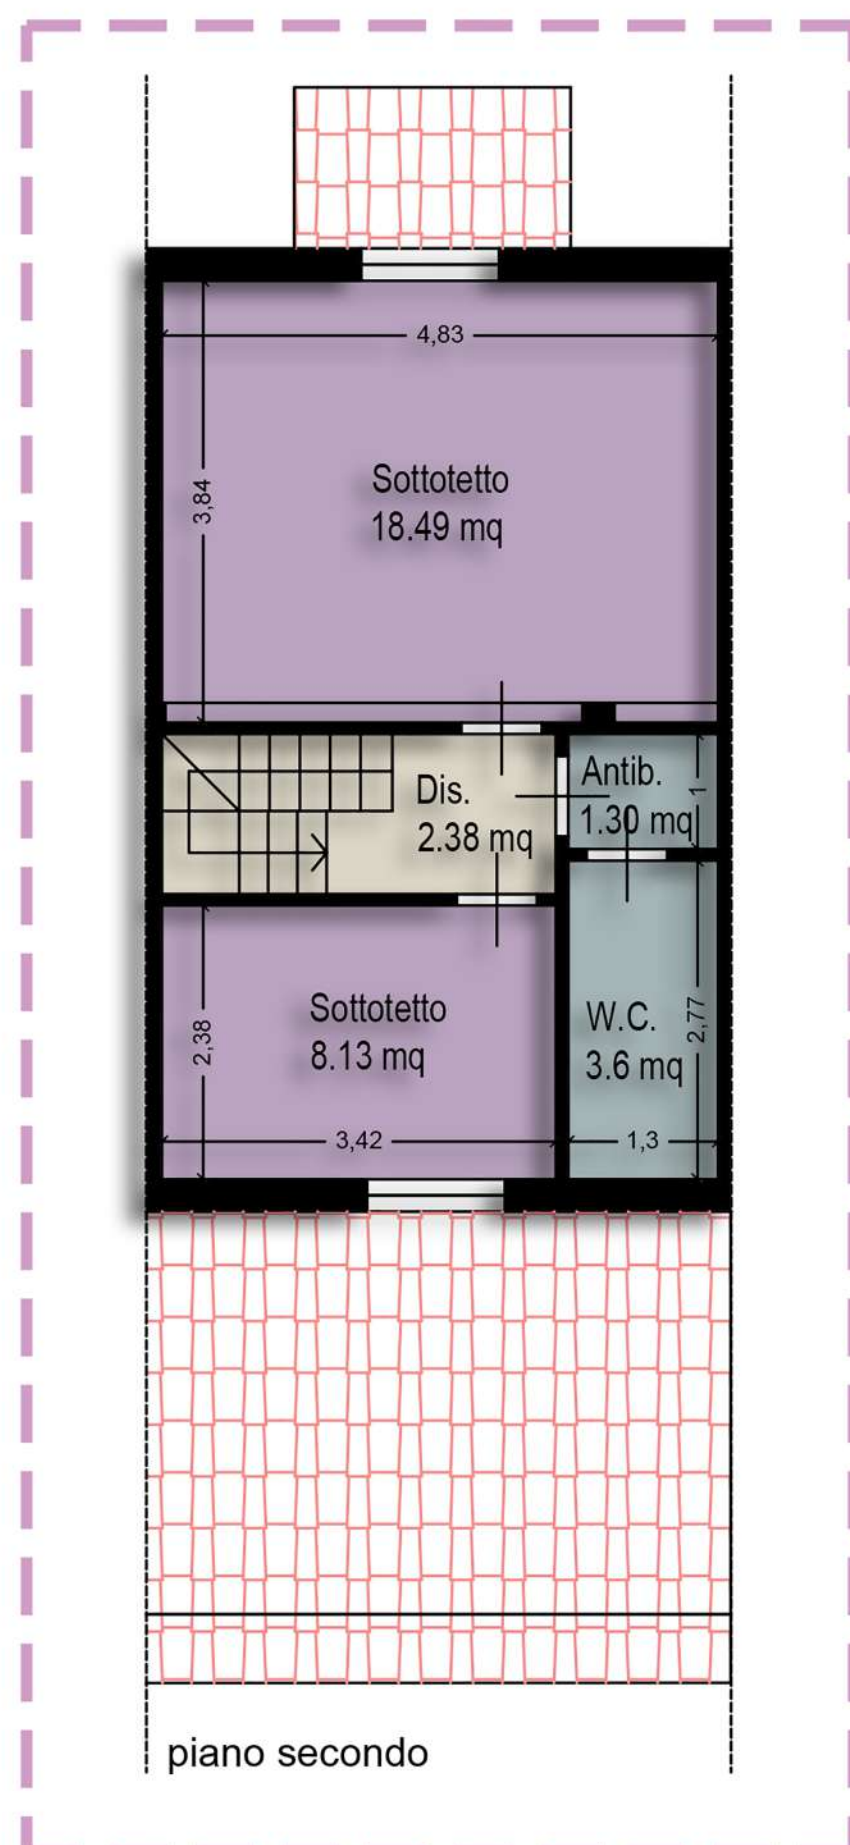 4,83
3,84
Sottotetto
18.49 mq
Dis.
2.38 mq
Antib.
1.30 mq
1
Sottotetto
8.13 mq
2,38
3,42
W.C.
3.6 mq
2,77
1,3
piano secondo